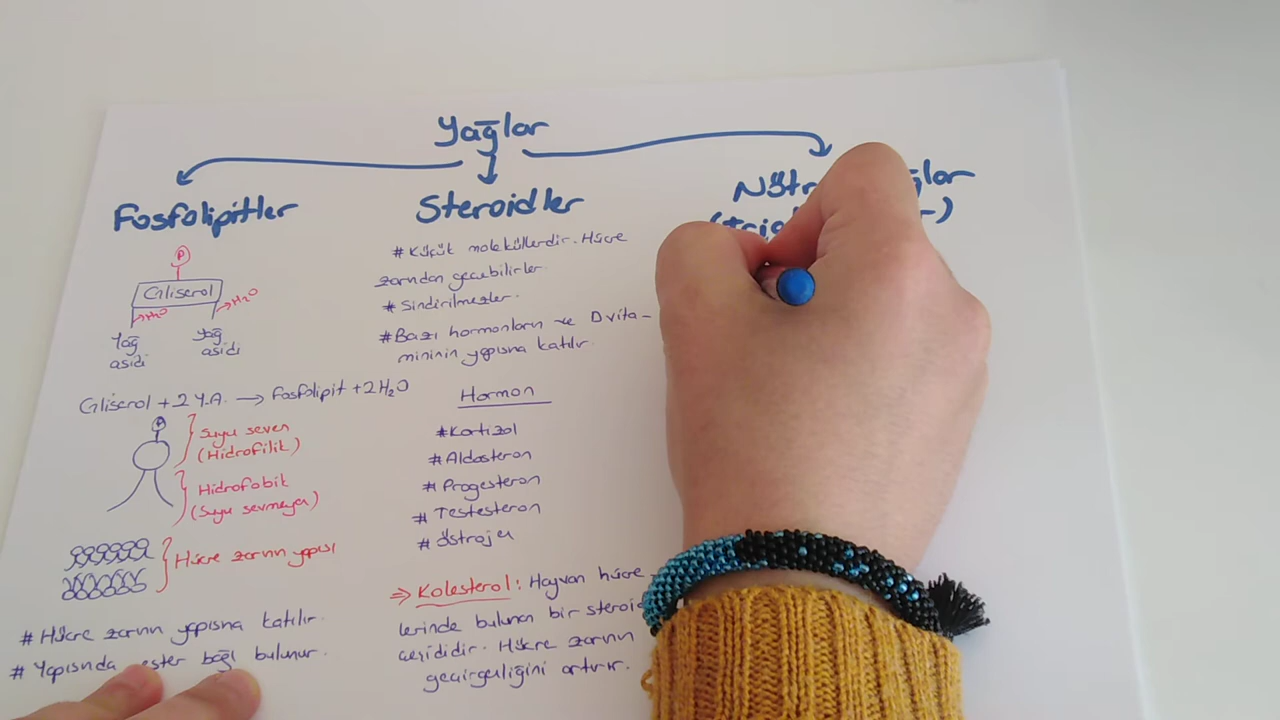 Yağlar
Fosfolipitler
P
Gliserol
H₂O
H₂O
Yağ
asidi
Yağ
asidi
Gliserol + 2 Y.A. → Fosfolipit + 2H₂O
P
Suyu seven
(Hidrofilik)
Hidrofobik
(Suyu sevmeyen)
Hücre zarının yapısı
# Hücre zarının yapısına katılır.
# Yapısında ester bağı bulunur.
Steroidler
# Küçük moleküllerdir. Hücre
zarından geçebilirler.
# Sindirilmezler.
# Bazı hormonların ve D vita-
mininin yapısına katılır.
Hormon
# Kortizol
# Aldosteron
# Progesteron
# Testesteron
# Östrojen
⇒ Kolesterol: Hayvan hücre-
lerinde bulunan bir steroid
çeşididir. Hücre zarının
geçirgenliğini artırır.